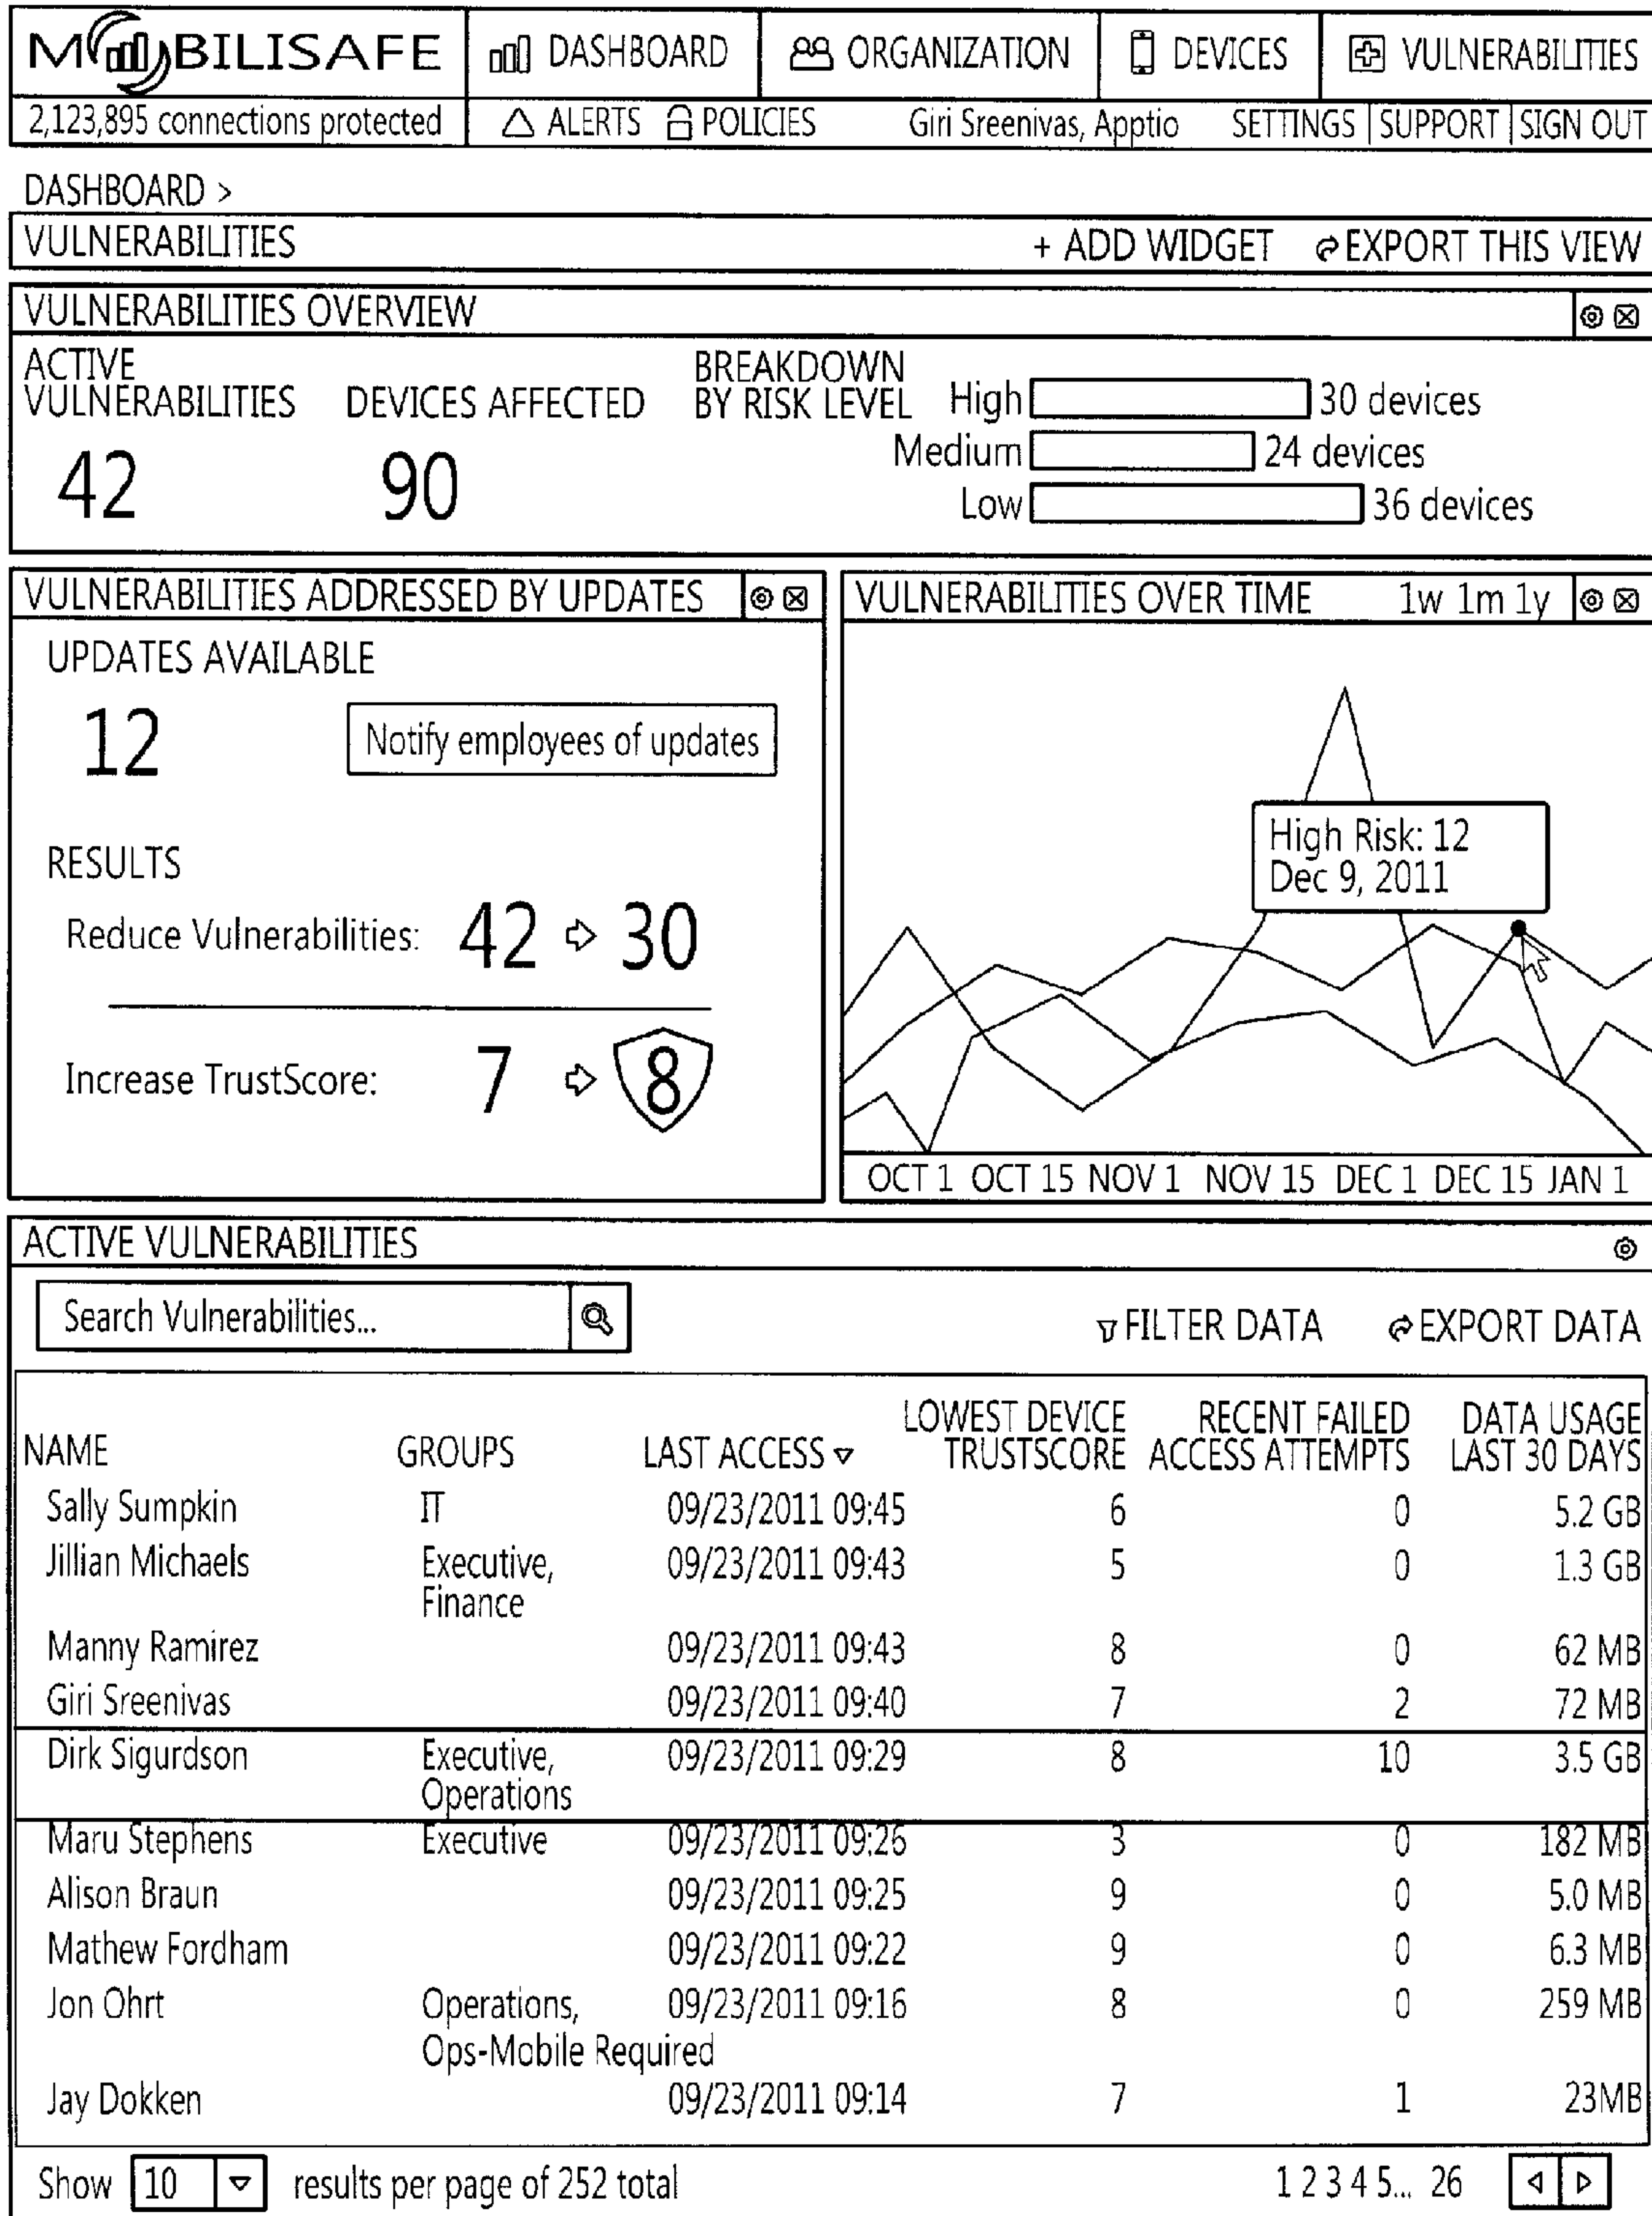 MOBILISAFE DASHBOARD ORGANIZATION DEVICES VULNERABILITIES
2,123,895 connections protected ALERTS POLICIES Giri Sreenivas, Apptio SETTINGS SUPPORT SIGN OUT
DASHBOARD >
VULNERABILITIES + ADD WIDGET EXPORT THIS VIEW
VULNERABILITIES OVERVIEW
ACTIVE
VULNERABILITIES
42
DEVICES AFFECTED
90
BREAKDOWN
BY RISK LEVEL
High 30 devices
Medium 24 devices
Low 36 devices
VULNERABILITIES ADDRESSED BY UPDATES
UPDATES AVAILABLE
12 Notify employees of updates
RESULTS
Reduce Vulnerabilities: 42 ⇨ 30
Increase TrustScore: 7 ⇨ 8
VULNERABILITIES OVER TIME 1w 1m 1y
High Risk: 12
Dec 9, 2011
OCT 1 OCT 15 NOV 1 NOV 15 DEC 1 DEC 15 JAN 1
ACTIVE VULNERABILITIES
Search Vulnerabilities... FILTER DATA EXPORT DATA
LOWEST DEVICE RECENT FAILED DATA USAGE
NAME GROUPS LAST ACCESS TRUSTSCORE ACCESS ATTEMPTS LAST 30 DAYS
Sally Sumpkin IT 09/23/2011 09:45 6 0 5.2 GB
Jillian Michaels Executive, 09/23/2011 09:43 5 0 1.3 GB
Finance
Manny Ramirez 09/23/2011 09:43 8 0 62 MB
Giri Sreenivas 09/23/2011 09:40 7 2 72 MB
Dirk Sigurdson Executive, 09/23/2011 09:29 8 10 3.5 GB
Operations
Maru Stephens Executive 09/23/2011 09:26 3 0 182 MB
Alison Braun 09/23/2011 09:25 9 0 5.0 MB
Mathew Fordham 09/23/2011 09:22 9 0 6.3 MB
Jon Ohrt Operations, 09/23/2011 09:16 8 0 259 MB
Ops-Mobile Required
Jay Dokken 09/23/2011 09:14 7 1 23MB
Show 10 results per page of 252 total 1 2 3 4 5... 26